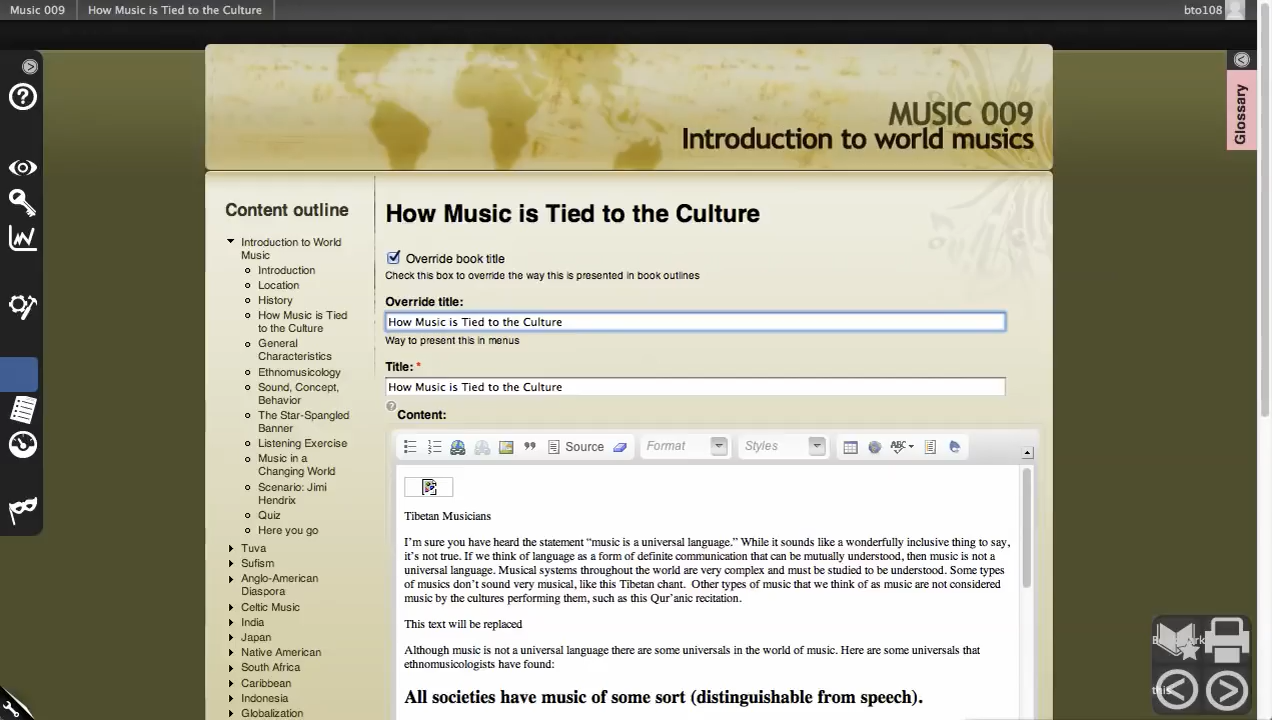 Music 009
How Music is Tied to the Culture
bto108
MUSIC 009
Introduction to world musics
Glossary
Content outline
Introduction to World
Music
Introduction
Location
History
How Music is Tied
to the Culture
General
Characteristics
Ethnomusicology
Sound, Concept,
Behavior
The Star-Spangled
Banner
Listening Exercise
Music in a
Changing World
Scenario: Jimi
Hendrix
Quiz
Here you go
Tuva
Sufism
Anglo-American
Diaspora
Celtic Music
India
Japan
Native American
South Africa
Caribbean
Indonesia
Globalization
How Music is Tied to the Culture
Override book title
Check this box to override the way this is presented in book outlines
Override title:
How Music is Tied to the Culture
Way to present this in menus
Title: *
How Music is Tied to the Culture
Content:
Source
Format
Styles
ABC
Tibetan Musicians
I'm sure you have heard the statement “music is a universal language.” While it sounds like a wonderfully inclusive thing to say,
it's not true. If we think of language as a form of definite communication that can be mutually understood, then music is not a
universal language. Musical systems throughout the world are very complex and must be studied to be understood. Some types
of musics don't sound very musical, like this Tibetan chant.  Other types of music that we think of as music are not considered
music by the cultures performing them, such as this Qur'anic recitation.
This text will be replaced
Although music is not a universal language there are some universals in the world of music. Here are some universals that
ethnomusicologists have found:
All societies have music of some sort (distinguishable from speech).
this